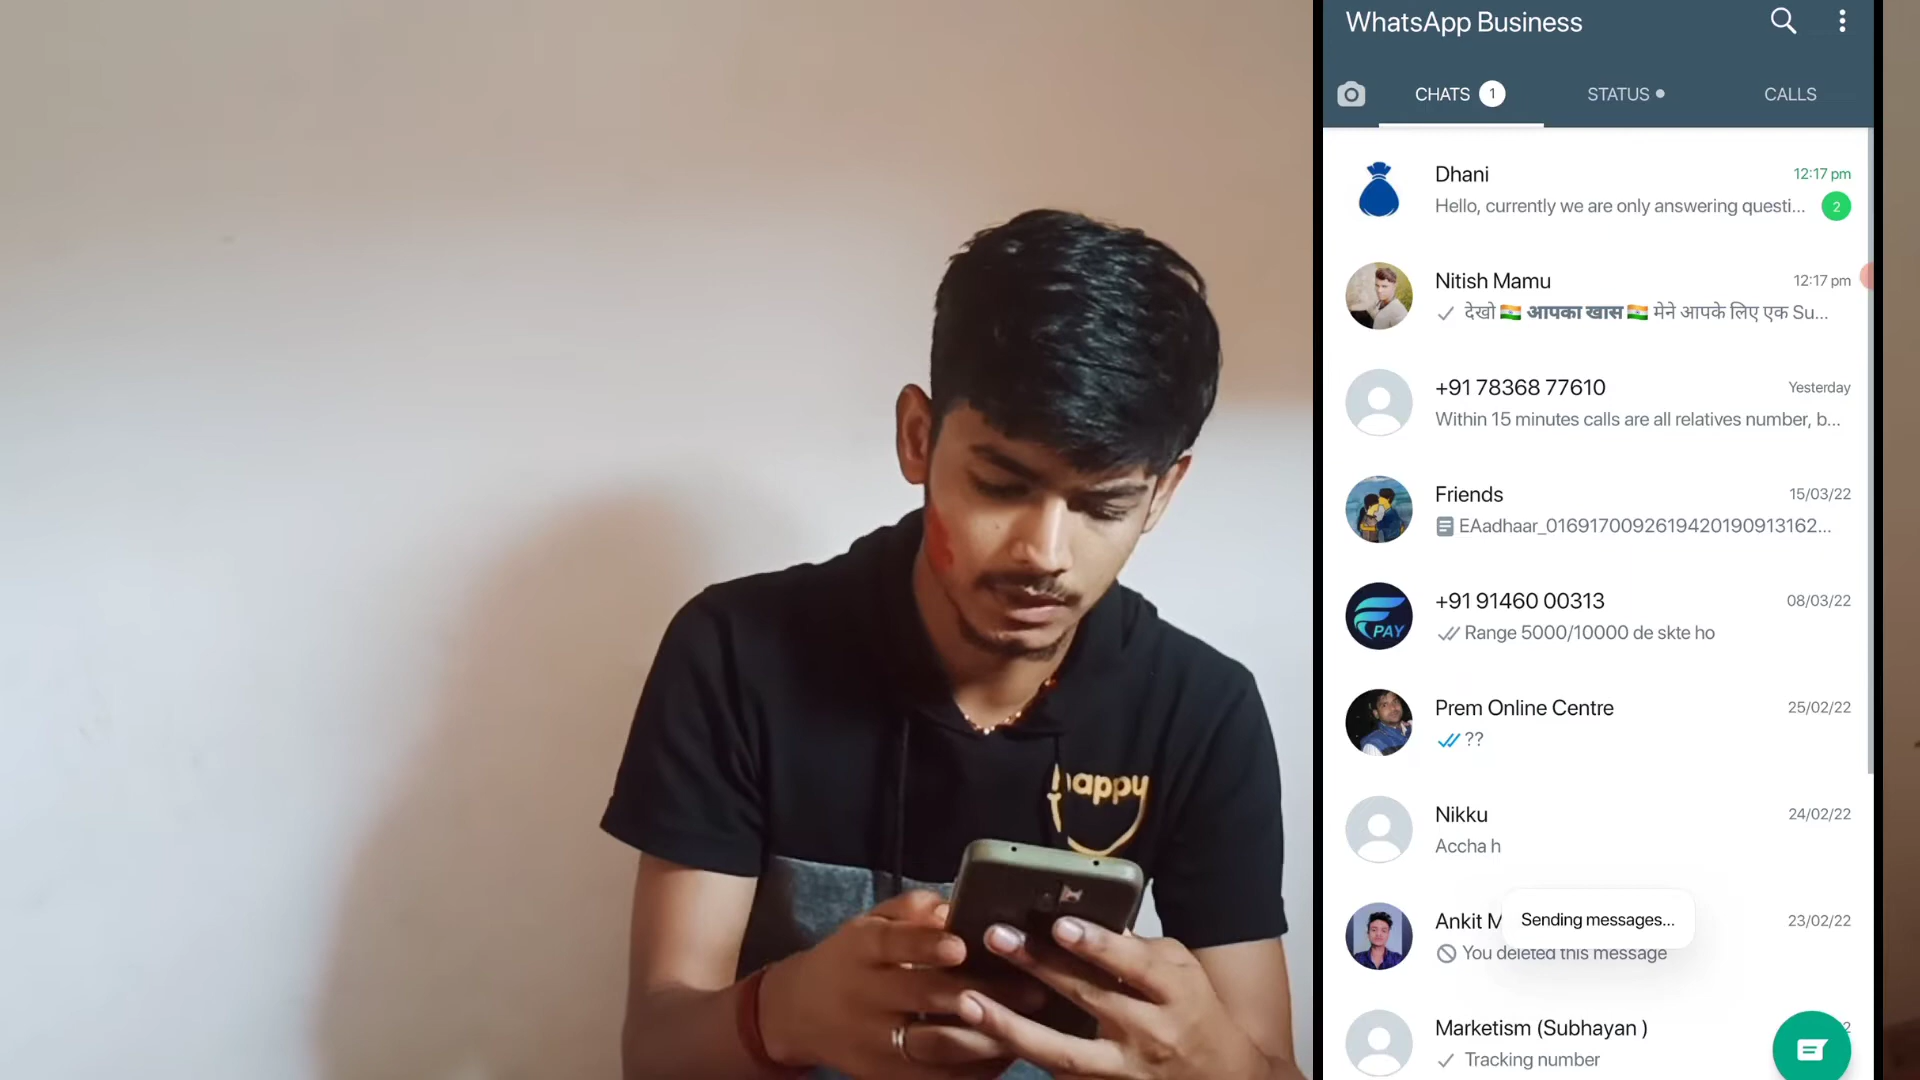 WhatsApp Business
CHATS 1
STATUS
CALLS
Dhani
12:17 pm
Hello, currently we are only answering questi...
2
Nitish Mamu
12:17 pm
देखो 🇮🇳 आपका खास 🇮🇳 मेने आपके लिए एक Su...
+91 78368 77610
Yesterday
Within 15 minutes calls are all relatives number, b...
Friends
15/03/22
EAadhaar_0169170092619420190913162...
+91 91460 00313
08/03/22
Range 5000/10000 de skte ho
PAY
Prem Online Centre
25/02/22
??
Nikku
24/02/22
Accha h
Ankit M
23/02/22
Sending messages...
You deleted this message
Marketism (Subhayan )
2
Tracking number
happy